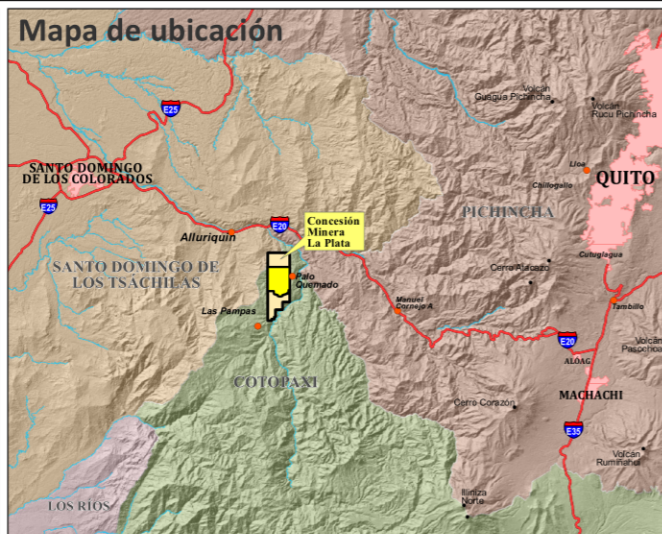 Mapa de ubicación
Volcán
Guagua Pichincha
Volcán
Rucu Pichincha
E25
Lloa
SANTO DOMINGO
DE LOS COLORADOS
QUITO
Chillogallo
E25
Concesión
Minera
La Plata
PICHINCHA
E20
Alluriquin
Cutuglagua
SANTO DOMINGO DE
LOS TSÁCHILAS
Cerro Atacazo
Palo
Quemado
Manuel
Cornejo A.
Tambillo
Las Pampas
E20
Volcán
Pasochoa
ALÓAG
COTOPAXI
MACHACHI
Cerro Corazón
E35
Volcán
Rumiñahui
LOS RÍOS
Illiniza
Norte